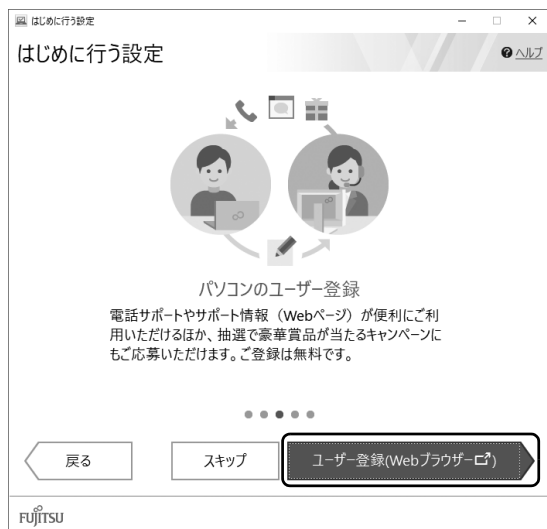 はじめに行う設定
はじめに行う設定
ヘルプ
パソコンのユーザー登録
電話サポートやサポート情報（Webページ）が便利にご利
用いただけるほか、抽選で豪華賞品が当たるキャンペーンに
もご応募いただけます。ご登録は無料です。
戻る
スキップ
ユーザー登録(Webブラウザー)
FUJITSU